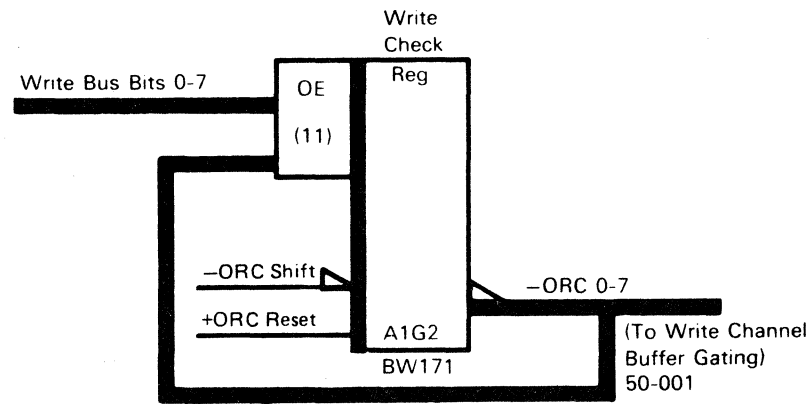 Write
Check
Reg
Write Bus Bits 0-7
OE
(11)
—ORC Shift
+ORC Reset
—ORC 0-7
A1G2
BW171
(To Write Channel
Buffer Gating)
50-001